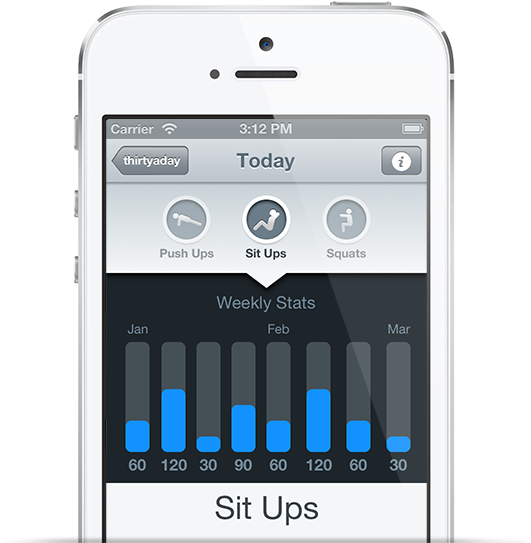 Carrier 3:12 PM
thirtyaday Today i
Push Ups Sit Ups Squats
Weekly Stats
Jan Feb Mar
60 120 30 90 60 120 60 30
Sit Ups